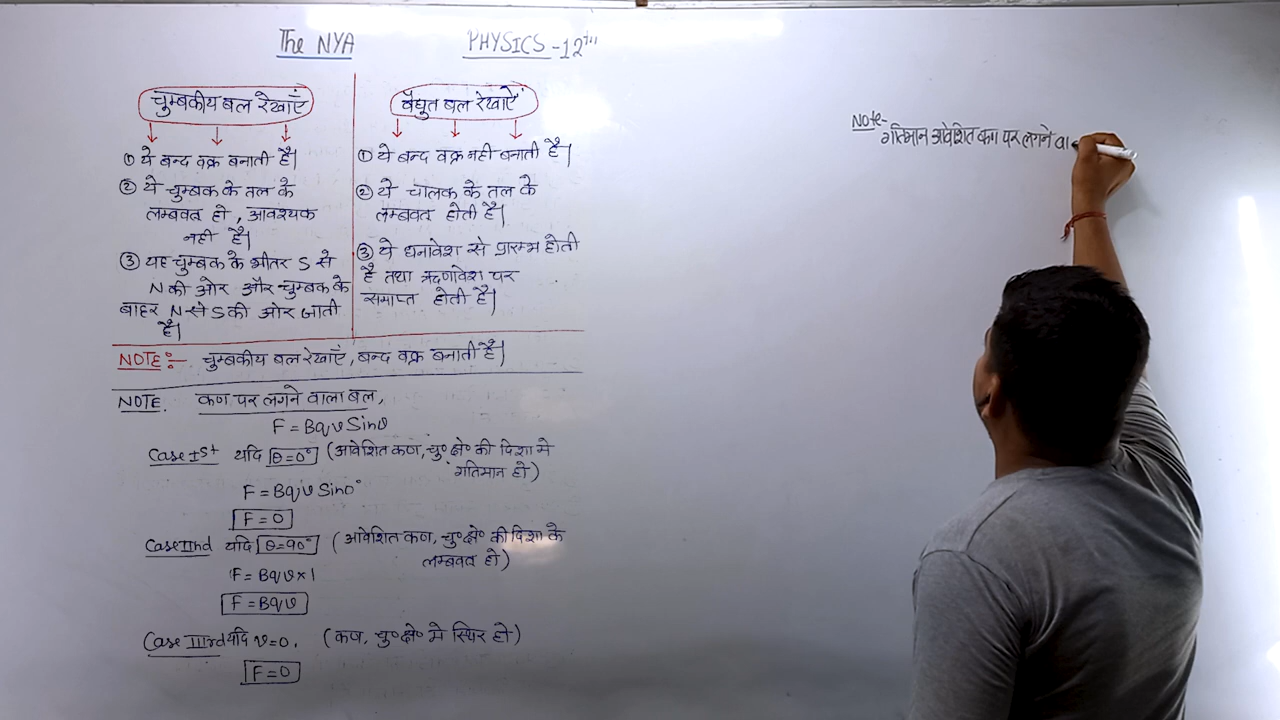 The NYA
PHYSICS-12th
चुम्बकीय बल रेखाएँ
① ये बन्द वक्र बनाती है।
② ये चुम्बक के तल के
लम्बवत हो, आवश्यक
नही है।
③ यह चुम्बक के भीतर S से
N की ओर और चुम्बक के
बाहर N से S की ओर जाती
है।
वैधुत बल रेखाऐं
① ये बन्द वक्र नही बनाती है।
② ये चालक के तल के
लम्बवत होती है।
③ ये धनावेश से प्रारम्भ होती
है तथा ऋणावेश पर
समाप्त होती है।
NOTE:- चुम्बकीय बल रेखाएँ, बन्द वक्र बनाती है।
NOTE. कण पर लगने वाला बल,
F = Bqv Sinθ
Case Ist यदि θ=0° (आवेशित कण, चु० क्षे० की दिशा मे
गतिमान हो)
F = Bqv Sin0°
F = 0
Case IInd यदि θ=90° (आवेशित कण, चु० क्षे० की दिशा के
लम्बवत हो)
F = Bqv×1
F = Bqv
Case IIIrd यदि v=0. (कण, चु० क्षे० मे स्थिर हो)
F = 0
Note-
गतिमान आवेशित कण पर लगने वा